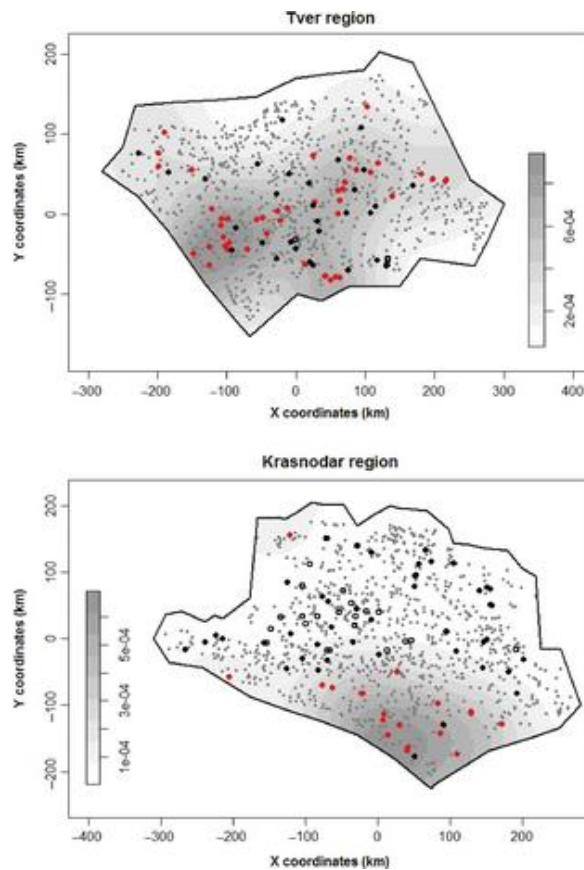 Tver region
Y coordinates (km)
200
100
0
−100
2e-04
6e-04
−300
−200
−100
0
100
200
300
400
X coordinates (km)
Krasnodar region
Y coordinates (km)
200
100
0
−100
−200
1e-04
3e-04
5e-04
−400
−300
−200
−100
0
100
200
X coordinates (km)